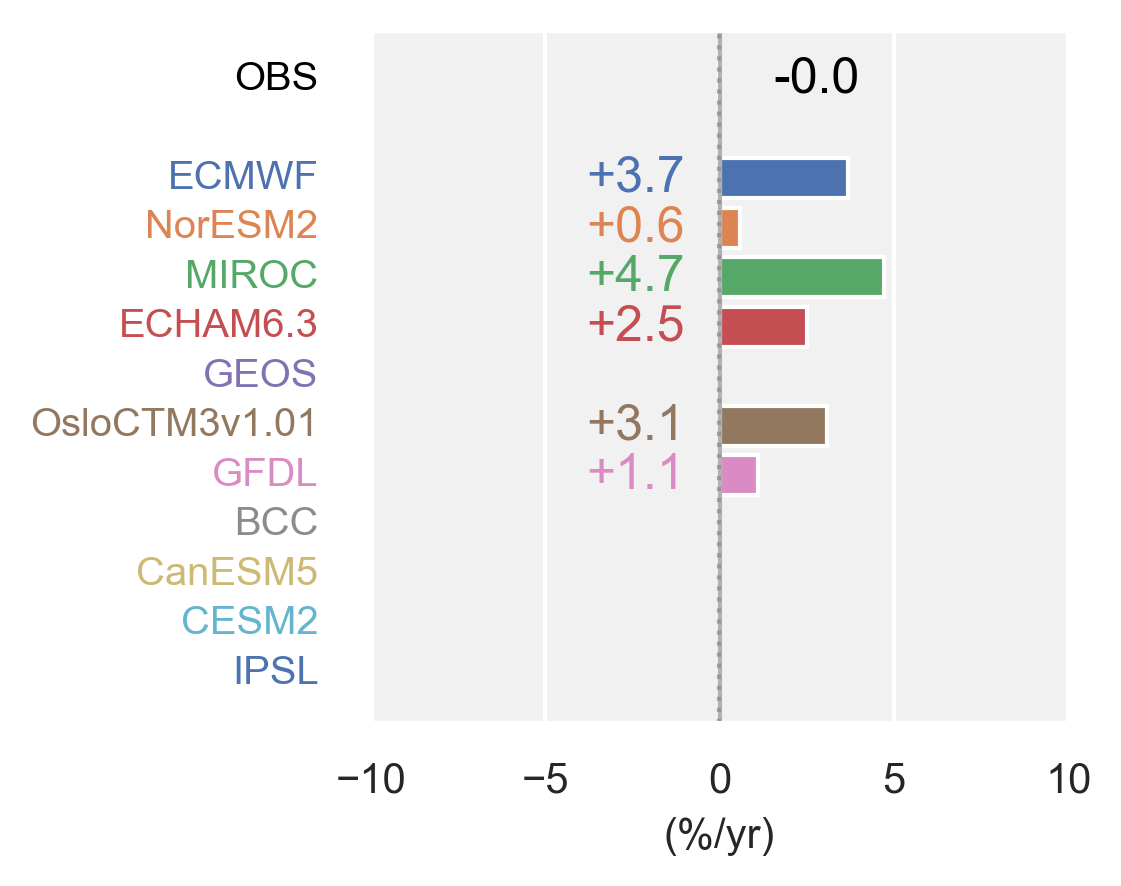 OBS -0.0
ECMWF +3.7
NorESM2 +0.6
MIROC +4.7
ECHAM6.3 +2.5
GEOS
OsloCTM3v1.01 +3.1
GFDL +1.1
BCC
CanESM5
CESM2
IPSL
−10 −5 0 5 10
(%/yr)